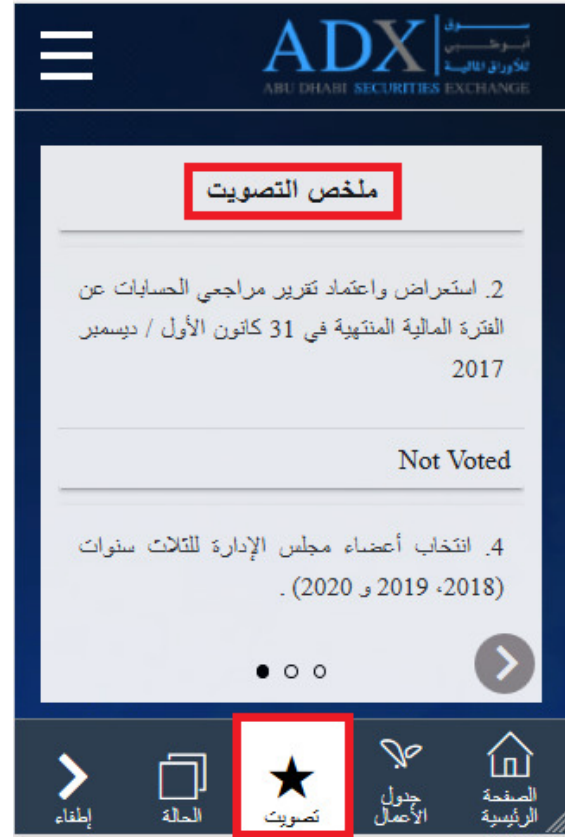 ADX
سوق
أبوظبي
للأوراق المالية
ABU DHABI SECURITIES EXCHANGE
ملخص التصويت
2. استعراض واعتماد تقرير مراجعي الحسابات عن
الفترة المالية المنتهية في 31 كانون الأول / ديسمبر
2017
Not Voted
4. انتخاب أعضاء مجلس الإدارة للثلاث سنوات
(2018، 2019 و 2020) .
الصفحة
الرئيسية
جدول
الأعمال
تصويت
الحالة
إطفاء